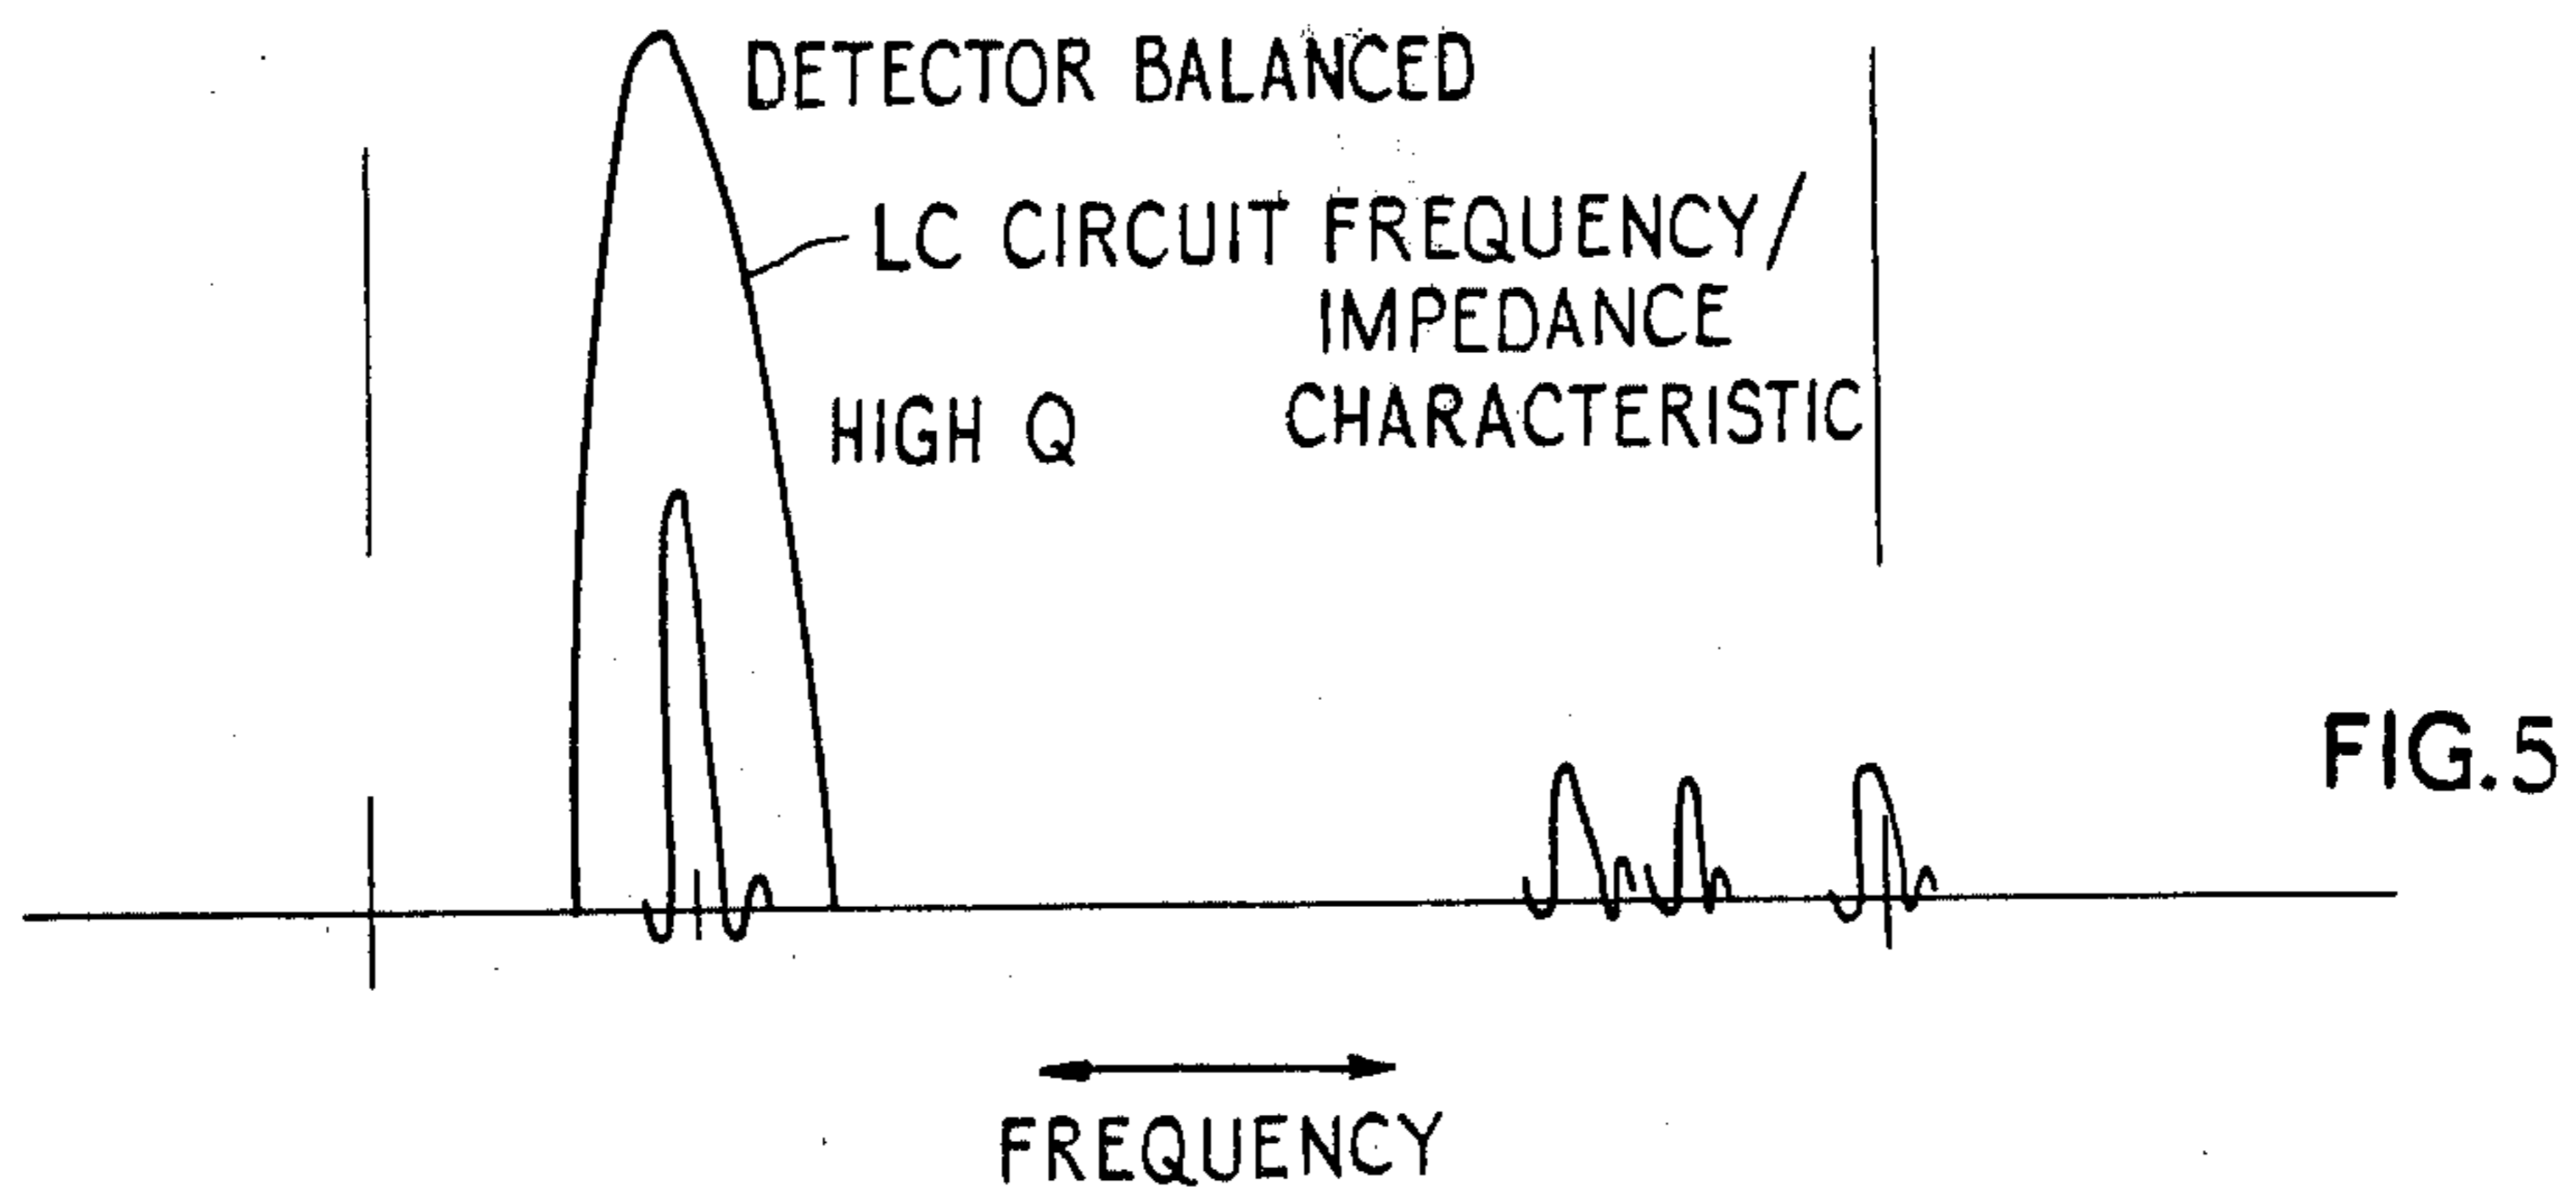 DETECTOR BALANCED
LC CIRCUIT FREQUENCY/
IMPEDANCE
CHARACTERISTIC
HIGH Q
FIG.5
FREQUENCY